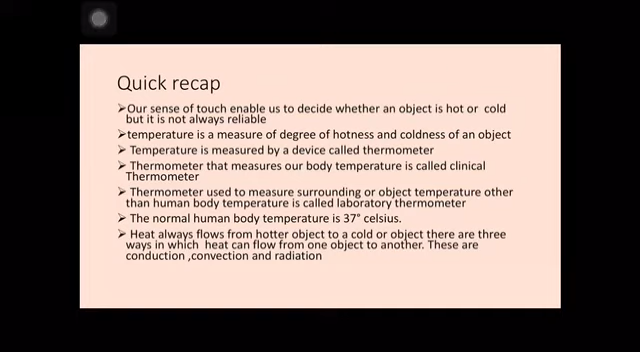 Quick recap
➢Our sense of touch enable us to decide whether an object is hot or cold
but it is not always reliable
➢temperature is a measure of degree of hotness and coldness of an object
➢ Temperature is measured by a device called thermometer
➢ Thermometer that measures our body temperature is called clinical
Thermometer
➢ Thermometer used to measure surrounding or object temperature other
than human body temperature is called laboratory thermometer
➢ The normal human body temperature is 37° celsius.
➢ Heat always flows from hotter object to a cold or object there are three
ways in which heat can flow from one object to another. These are
conduction ,convection and radiation